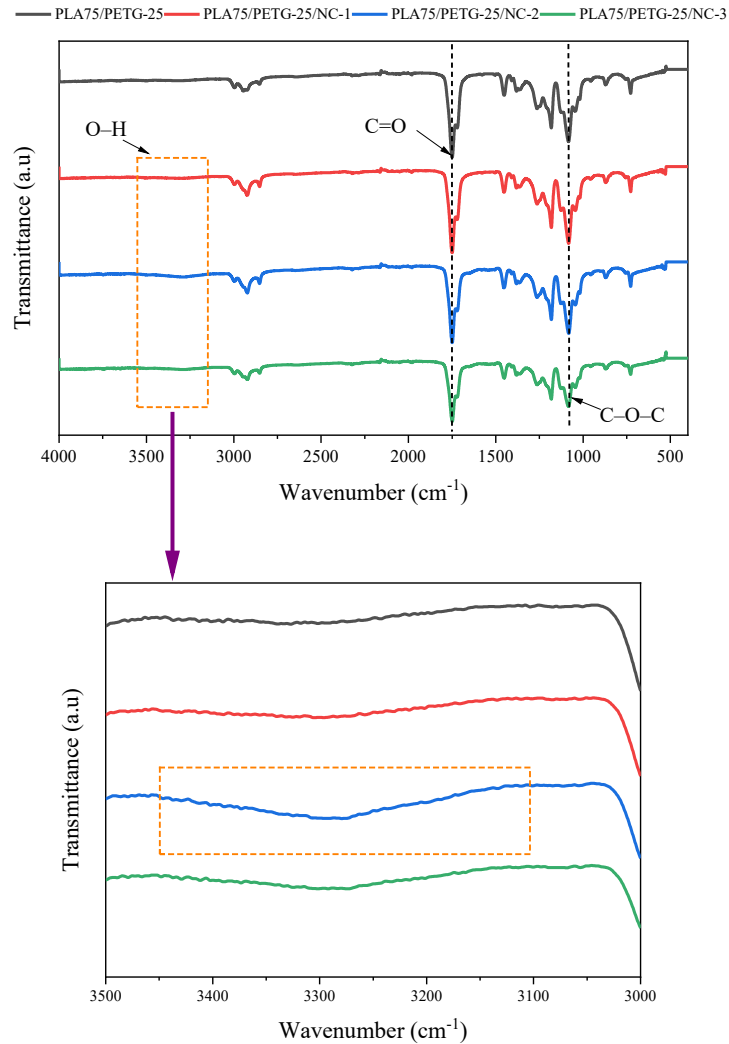 PLA75/PETG-25 PLA75/PETG-25/NC-1 PLA75/PETG-25/NC-2 PLA75/PETG-25/NC-3
O–H
C=O
C–O–C
Transmittance (a.u)
4000 3500 3000 2500 2000 1500 1000 500
Wavenumber (cm⁻¹)
Transmittance (a.u)
3500 3400 3300 3200 3100 3000
Wavenumber (cm⁻¹)